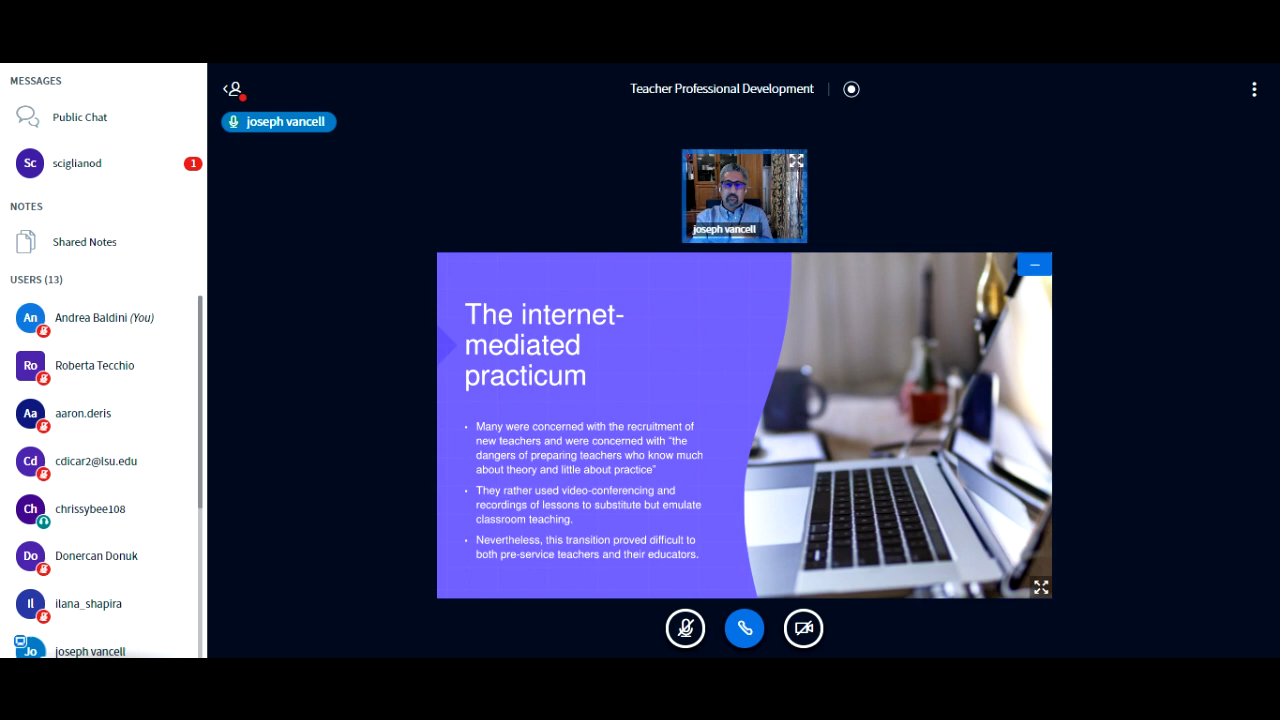 MESSAGES
Public Chat
Sc
sciglianod
1
NOTES
Shared Notes
USERS (13)
An
Andrea Baldini (You)
Ro
Roberta Tecchio
Aa
aaron.deris
Cd
cdicar2@lsu.edu
Ch
chrissybee108
Do
Donercan Donuk
Il
ilana_shapira
Jo
joseph vancell
Teacher Professional Development
joseph vancell
joseph vancell
The internet-
mediated
practicum
• Many were concerned with the recruitment of
new teachers and were concerned with “the
dangers of preparing teachers who know much
about theory and little about practice”
• They rather used video-conferencing and
recordings of lessons to substitute but emulate
classroom teaching.
• Nevertheless, this transition proved difficult to
both pre-service teachers and their educators.